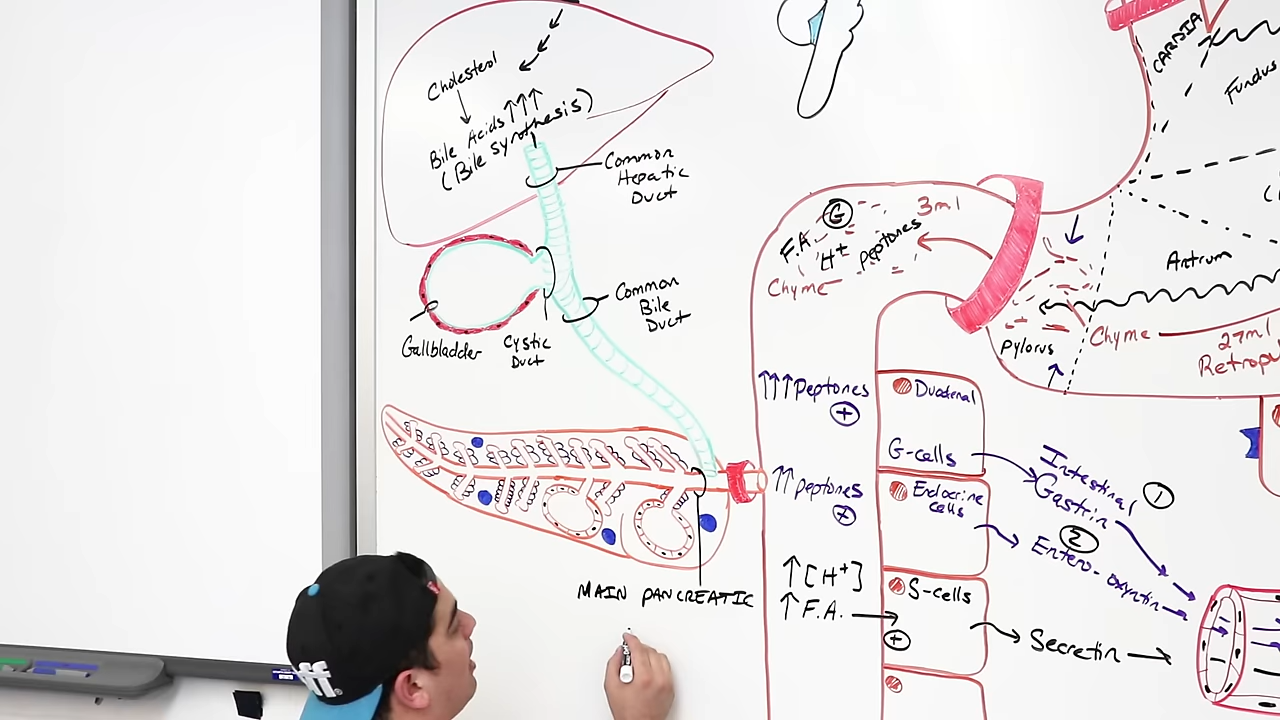 Cholesterol
Bile Acids ↑↑↑
(Bile synthesis)
Common
Hepatic
Duct
Common
Bile
Duct
Cystic
Duct
Gallbladder
MAIN PANCREATIC
CARDIA
Fundus
Antrum
Pylorus
Chyme
27ml
G
3ml
F.A.
H+
peptones
Chyme
↑↑↑peptones
+
↑↑peptones
+
↑[H+]
↑F.A.
+
Duodenal
G-cells
Endocrine
cells
S-cells
Intestinal
Gastrin
1
2
Entero-oxyntin
Secretin
ff®